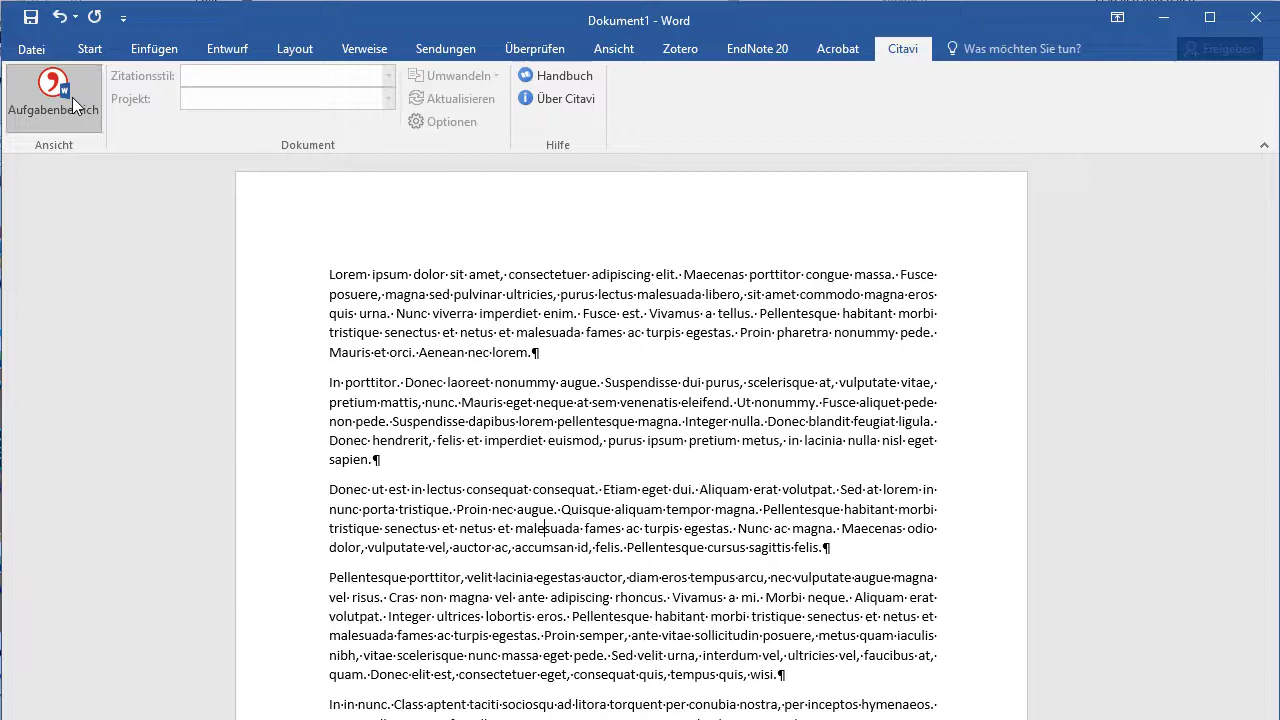 Dokument1 - Word
Datei Start Einfügen Entwurf Layout Verweise Sendungen Überprüfen Ansicht Zotero EndNote 20 Acrobat Citavi Was möchten Sie tun? Freigeben
Zitationsstil: Umwandeln Handbuch
Projekt: Aktualisieren Über Citavi
Aufgabenbereich
Optionen
Ansicht Dokument Hilfe
Lorem·ipsum·dolor·sit·amet,·consectetuer·adipiscing·elit.·Maecenas·porttitor·congue·massa.·Fusce·
posuere,·magna·sed·pulvinar·ultricies,·purus·lectus·malesuada·libero,·sit·amet·commodo·magna·eros·
quis·urna.·Nunc·viverra·imperdiet·enim.·Fusce·est.·Vivamus·a·tellus.·Pellentesque·habitant·morbi·
tristique·senectus·et·netus·et·malesuada·fames·ac·turpis·egestas.·Proin·pharetra·nonummy·pede.·
Mauris·et·orci.·Aenean·nec·lorem.¶
In·porttitor.·Donec·laoreet·nonummy·augue.·Suspendisse·dui·purus,·scelerisque·at,·vulputate·vitae,·
pretium·mattis,·nunc.·Mauris·eget·neque·at·sem·venenatis·eleifend.·Ut·nonummy.·Fusce·aliquet·pede·
non·pede.·Suspendisse·dapibus·lorem·pellentesque·magna.·Integer·nulla.·Donec·blandit·feugiat·ligula.·
Donec·hendrerit,·felis·et·imperdiet·euismod,·purus·ipsum·pretium·metus,·in·lacinia·nulla·nisl·eget·
sapien.¶
Donec·ut·est·in·lectus·consequat·consequat.·Etiam·eget·dui.·Aliquam·erat·volutpat.·Sed·at·lorem·in·
nunc·porta·tristique.·Proin·nec·augue.·Quisque·aliquam·tempor·magna.·Pellentesque·habitant·morbi·
tristique·senectus·et·netus·et·malesuada·fames·ac·turpis·egestas.·Nunc·ac·magna.·Maecenas·odio·
dolor,·vulputate·vel,·auctor·ac,·accumsan·id,·felis.·Pellentesque·cursus·sagittis·felis.¶
Pellentesque·porttitor,·velit·lacinia·egestas·auctor,·diam·eros·tempus·arcu,·nec·vulputate·augue·magna·
vel·risus.·Cras·non·magna·vel·ante·adipiscing·rhoncus.·Vivamus·a·mi.·Morbi·neque.·Aliquam·erat·
volutpat.·Integer·ultrices·lobortis·eros.·Pellentesque·habitant·morbi·tristique·senectus·et·netus·et·
malesuada·fames·ac·turpis·egestas.·Proin·semper,·ante·vitae·sollicitudin·posuere,·metus·quam·iaculis·
nibh,·vitae·scelerisque·nunc·massa·eget·pede.·Sed·velit·urna,·interdum·vel,·ultricies·vel,·faucibus·at,·
quam.·Donec·elit·est,·consectetuer·eget,·consequat·quis,·tempus·quis,·wisi.¶
In·in·nunc.·Class·aptent·taciti·sociosqu·ad·litora·torquent·per·conubia·nostra,·per·inceptos·hymenaeos.·